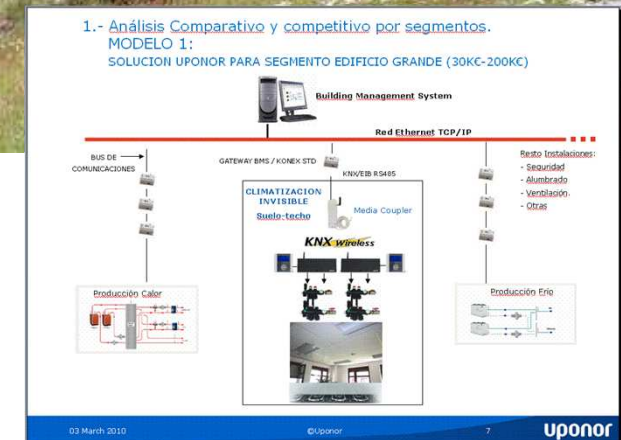 1.- Análisis Comparativo y competitivo por segmentos.
MODELO 1:
SOLUCION UPONOR PARA SEGMENTO EDIFICIO GRANDE (30K€-200K€)
Building Management System
Red Ethernet TCP/IP
BUS DE
COMUNICACIONES
GATEWAY BMS / KONEX STD
KNX/EIB RS485
Resto Instalaciones:
- Seguridad
- Alumbrado
- Ventilación.
- Otras
CLIMATIZACION
INVISIBLE
Suelo-techo
Media Coupler
KNX Wireless
Producción Calor
Producción Frio
03 March 2010
©Uponor
7
uponor